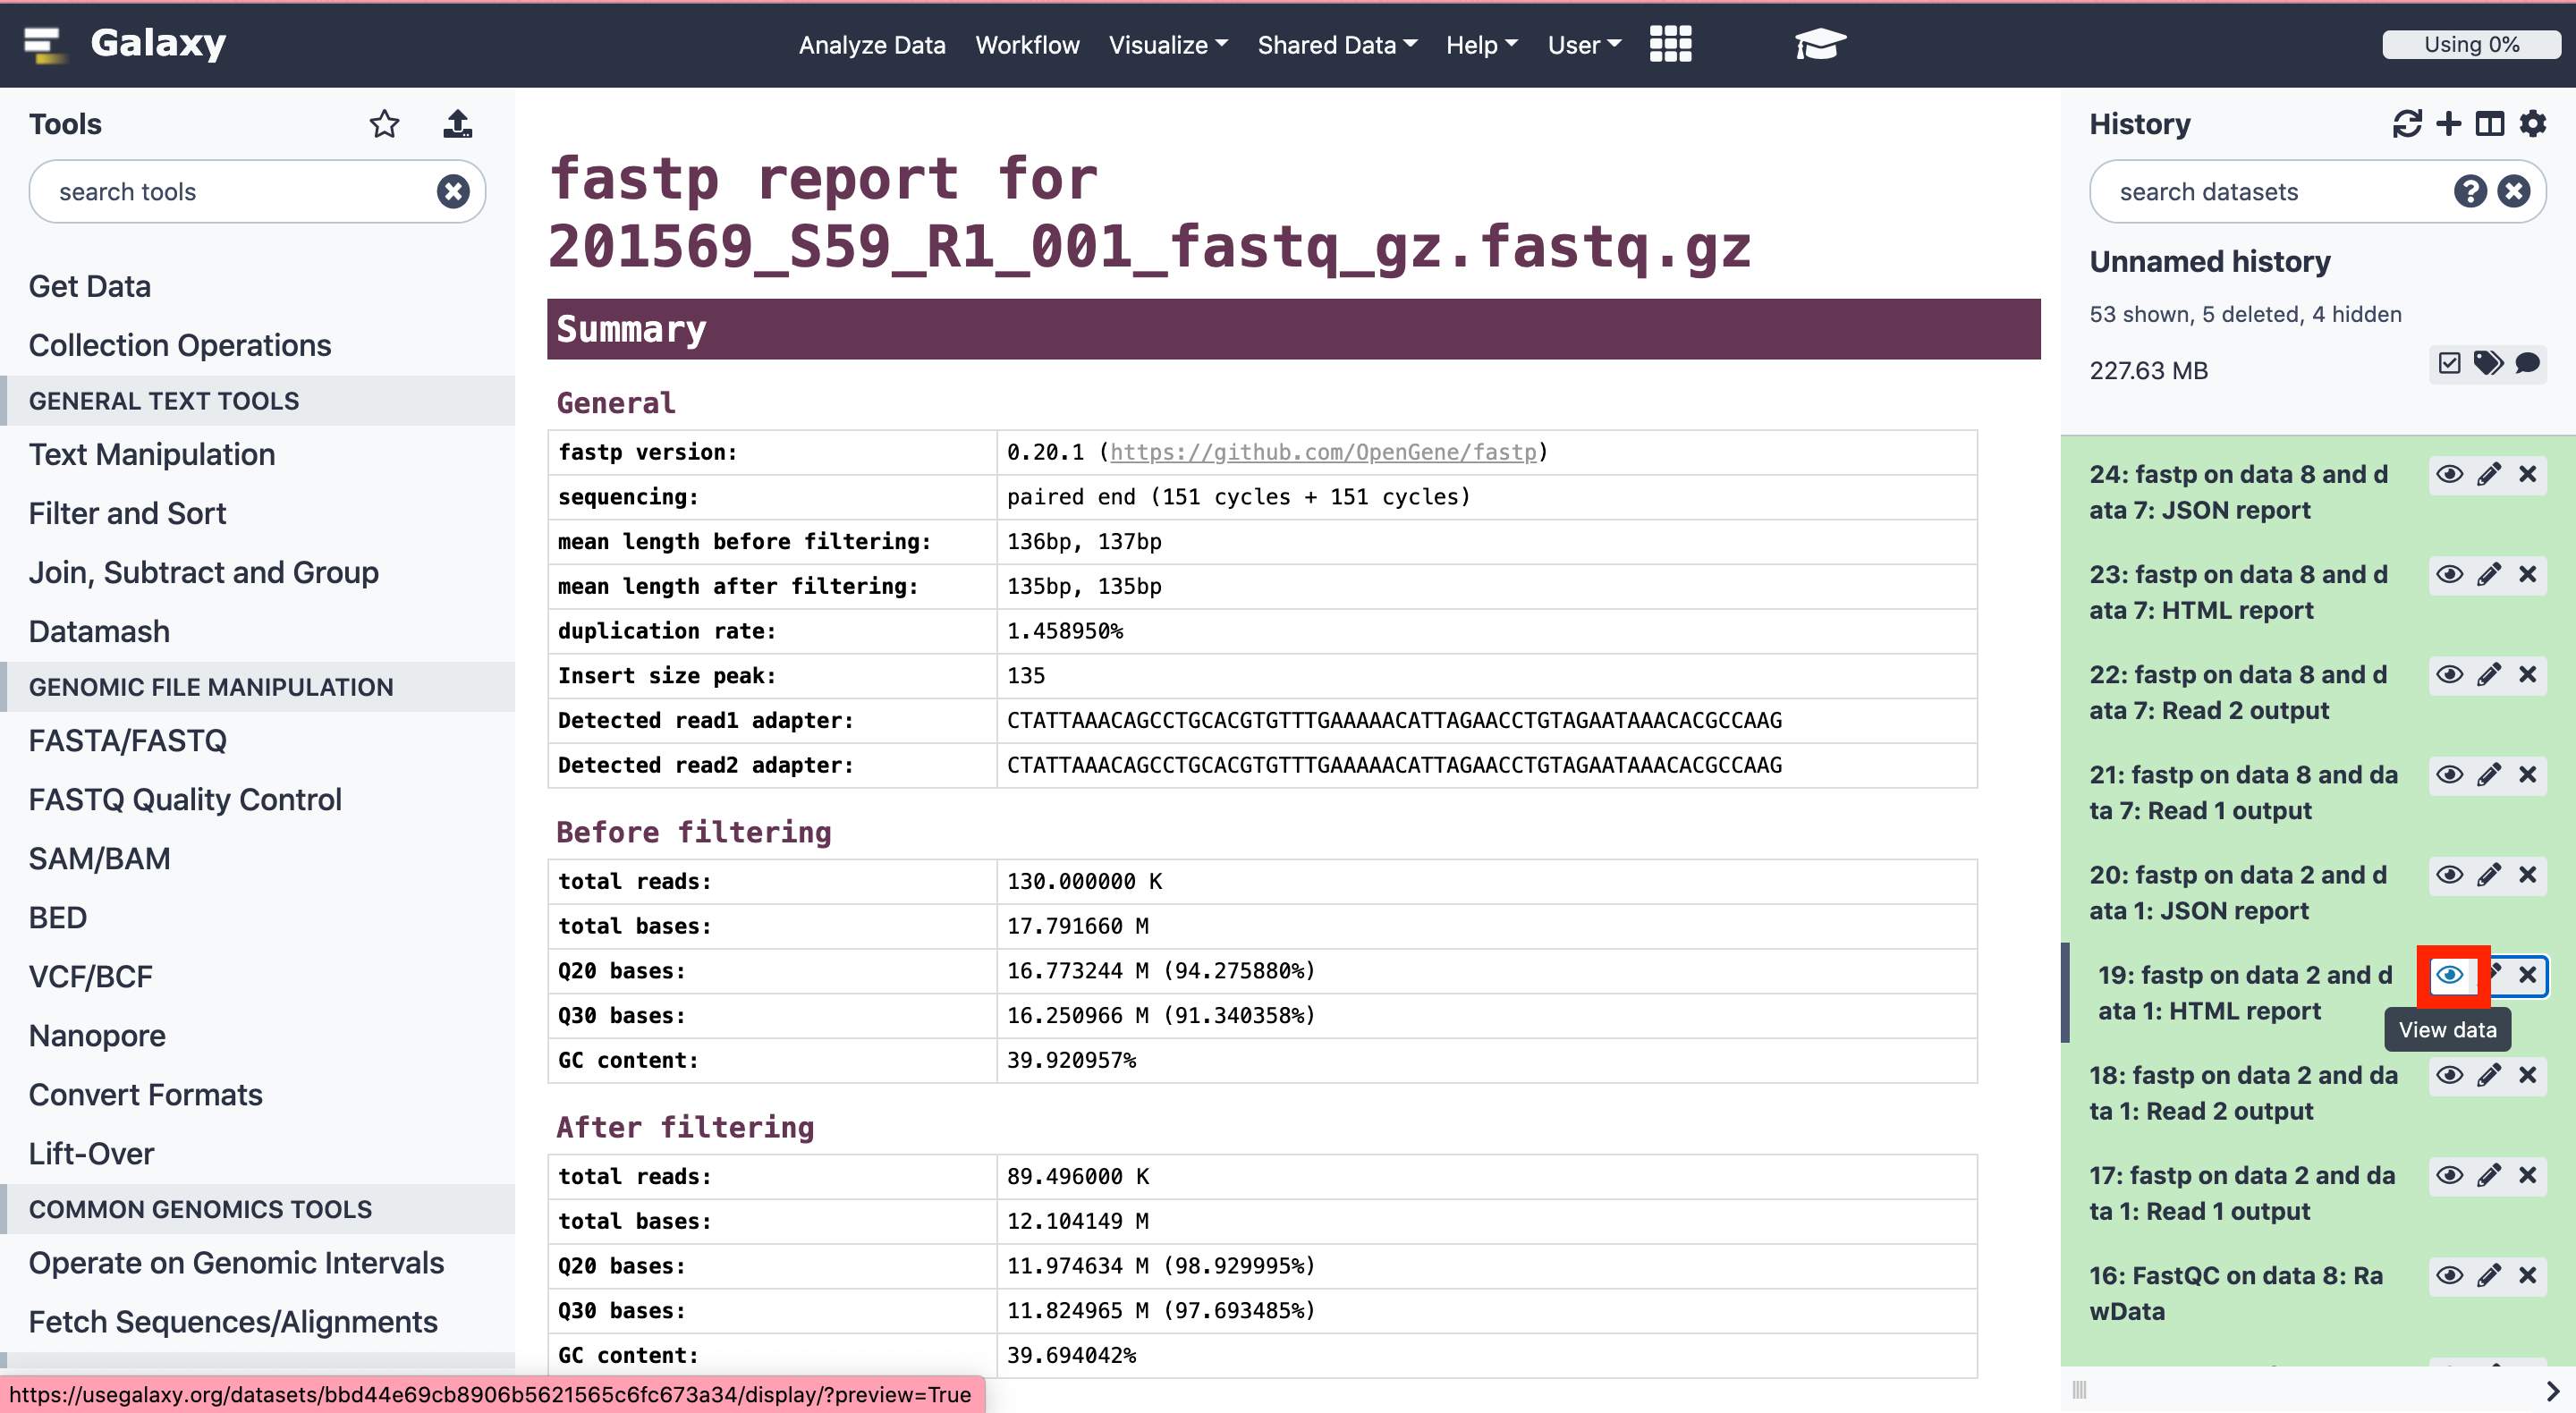 Galaxy
Analyze Data Workflow Visualize Shared Data Help User
Using 0%
Tools
search tools
Get Data
Collection Operations
GENERAL TEXT TOOLS
Text Manipulation
Filter and Sort
Join, Subtract and Group
Datamash
GENOMIC FILE MANIPULATION
FASTA/FASTQ
FASTQ Quality Control
SAM/BAM
BED
VCF/BCF
Nanopore
Convert Formats
Lift-Over
COMMON GENOMICS TOOLS
Operate on Genomic Intervals
Fetch Sequences/Alignments
https://usegalaxy.org/datasets/bbd44e69cb8906b5621565c6fc673a34/display/?preview=True
fastp report for
201569_S59_R1_001_fastq_gz.fastq.gz
Summary
General
fastp version: 0.20.1 (https://github.com/OpenGene/fastp)
sequencing: paired end (151 cycles + 151 cycles)
mean length before filtering: 136bp, 137bp
mean length after filtering: 135bp, 135bp
duplication rate: 1.458950%
Insert size peak: 135
Detected read1 adapter: CTATTAAACAGCCTGCACGTGTTTGAAAAACATTAGAACCTGTAGAATAAACACGCCAAG
Detected read2 adapter: CTATTAAACAGCCTGCACGTGTTTGAAAAACATTAGAACCTGTAGAATAAACACGCCAAG
Before filtering
total reads: 130.000000 K
total bases: 17.791660 M
Q20 bases: 16.773244 M (94.275880%)
Q30 bases: 16.250966 M (91.340358%)
GC content: 39.920957%
After filtering
total reads: 89.496000 K
total bases: 12.104149 M
Q20 bases: 11.974634 M (98.929995%)
Q30 bases: 11.824965 M (97.693485%)
GC content: 39.694042%
History
search datasets
Unnamed history
53 shown, 5 deleted, 4 hidden
227.63 MB
24: fastp on data 8 and d
ata 7: JSON report
23: fastp on data 8 and d
ata 7: HTML report
22: fastp on data 8 and d
ata 7: Read 2 output
21: fastp on data 8 and da
ta 7: Read 1 output
20: fastp on data 2 and d
ata 1: JSON report
19: fastp on data 2 and d
ata 1: HTML report
View data
18: fastp on data 2 and da
ta 1: Read 2 output
17: fastp on data 2 and da
ta 1: Read 1 output
16: FastQC on data 8: Ra
wData